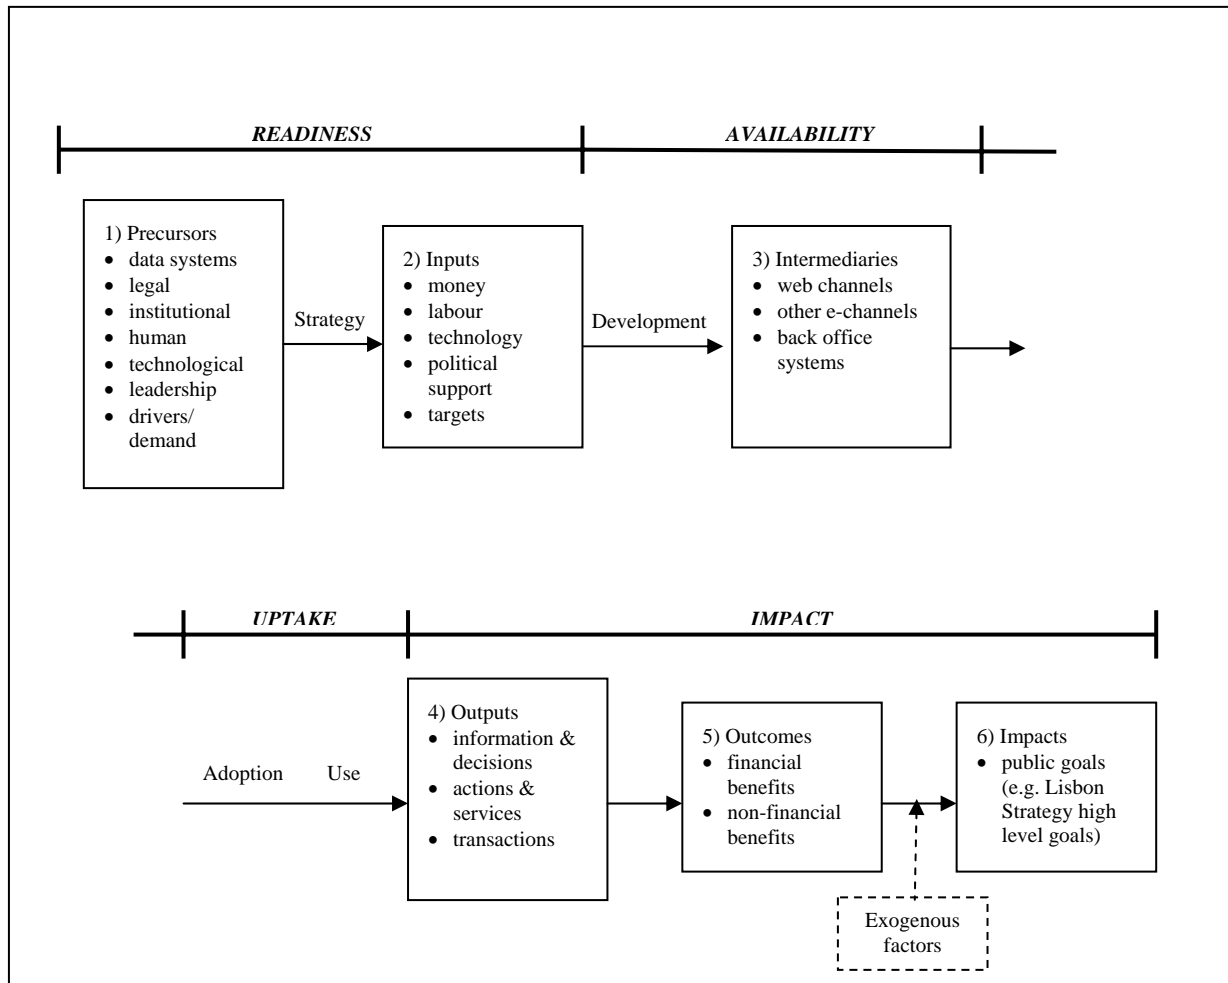 READINESS
AVAILABILITY
1) Precursors
• data systems
• legal
• institutional
• human
• technological
• leadership
• drivers/
demand
Strategy
2) Inputs
• money
• labour
• technology
• political
support
• targets
Development
3) Intermediaries
• web channels
• other e-channels
• back office
systems
UPTAKE
IMPACT
Adoption Use
4) Outputs
• information &
decisions
• actions &
services
• transactions
5) Outcomes
• financial
benefits
• non-financial
benefits
6) Impacts
• public goals
(e.g. Lisbon
Strategy high
level goals)
Exogenous
factors